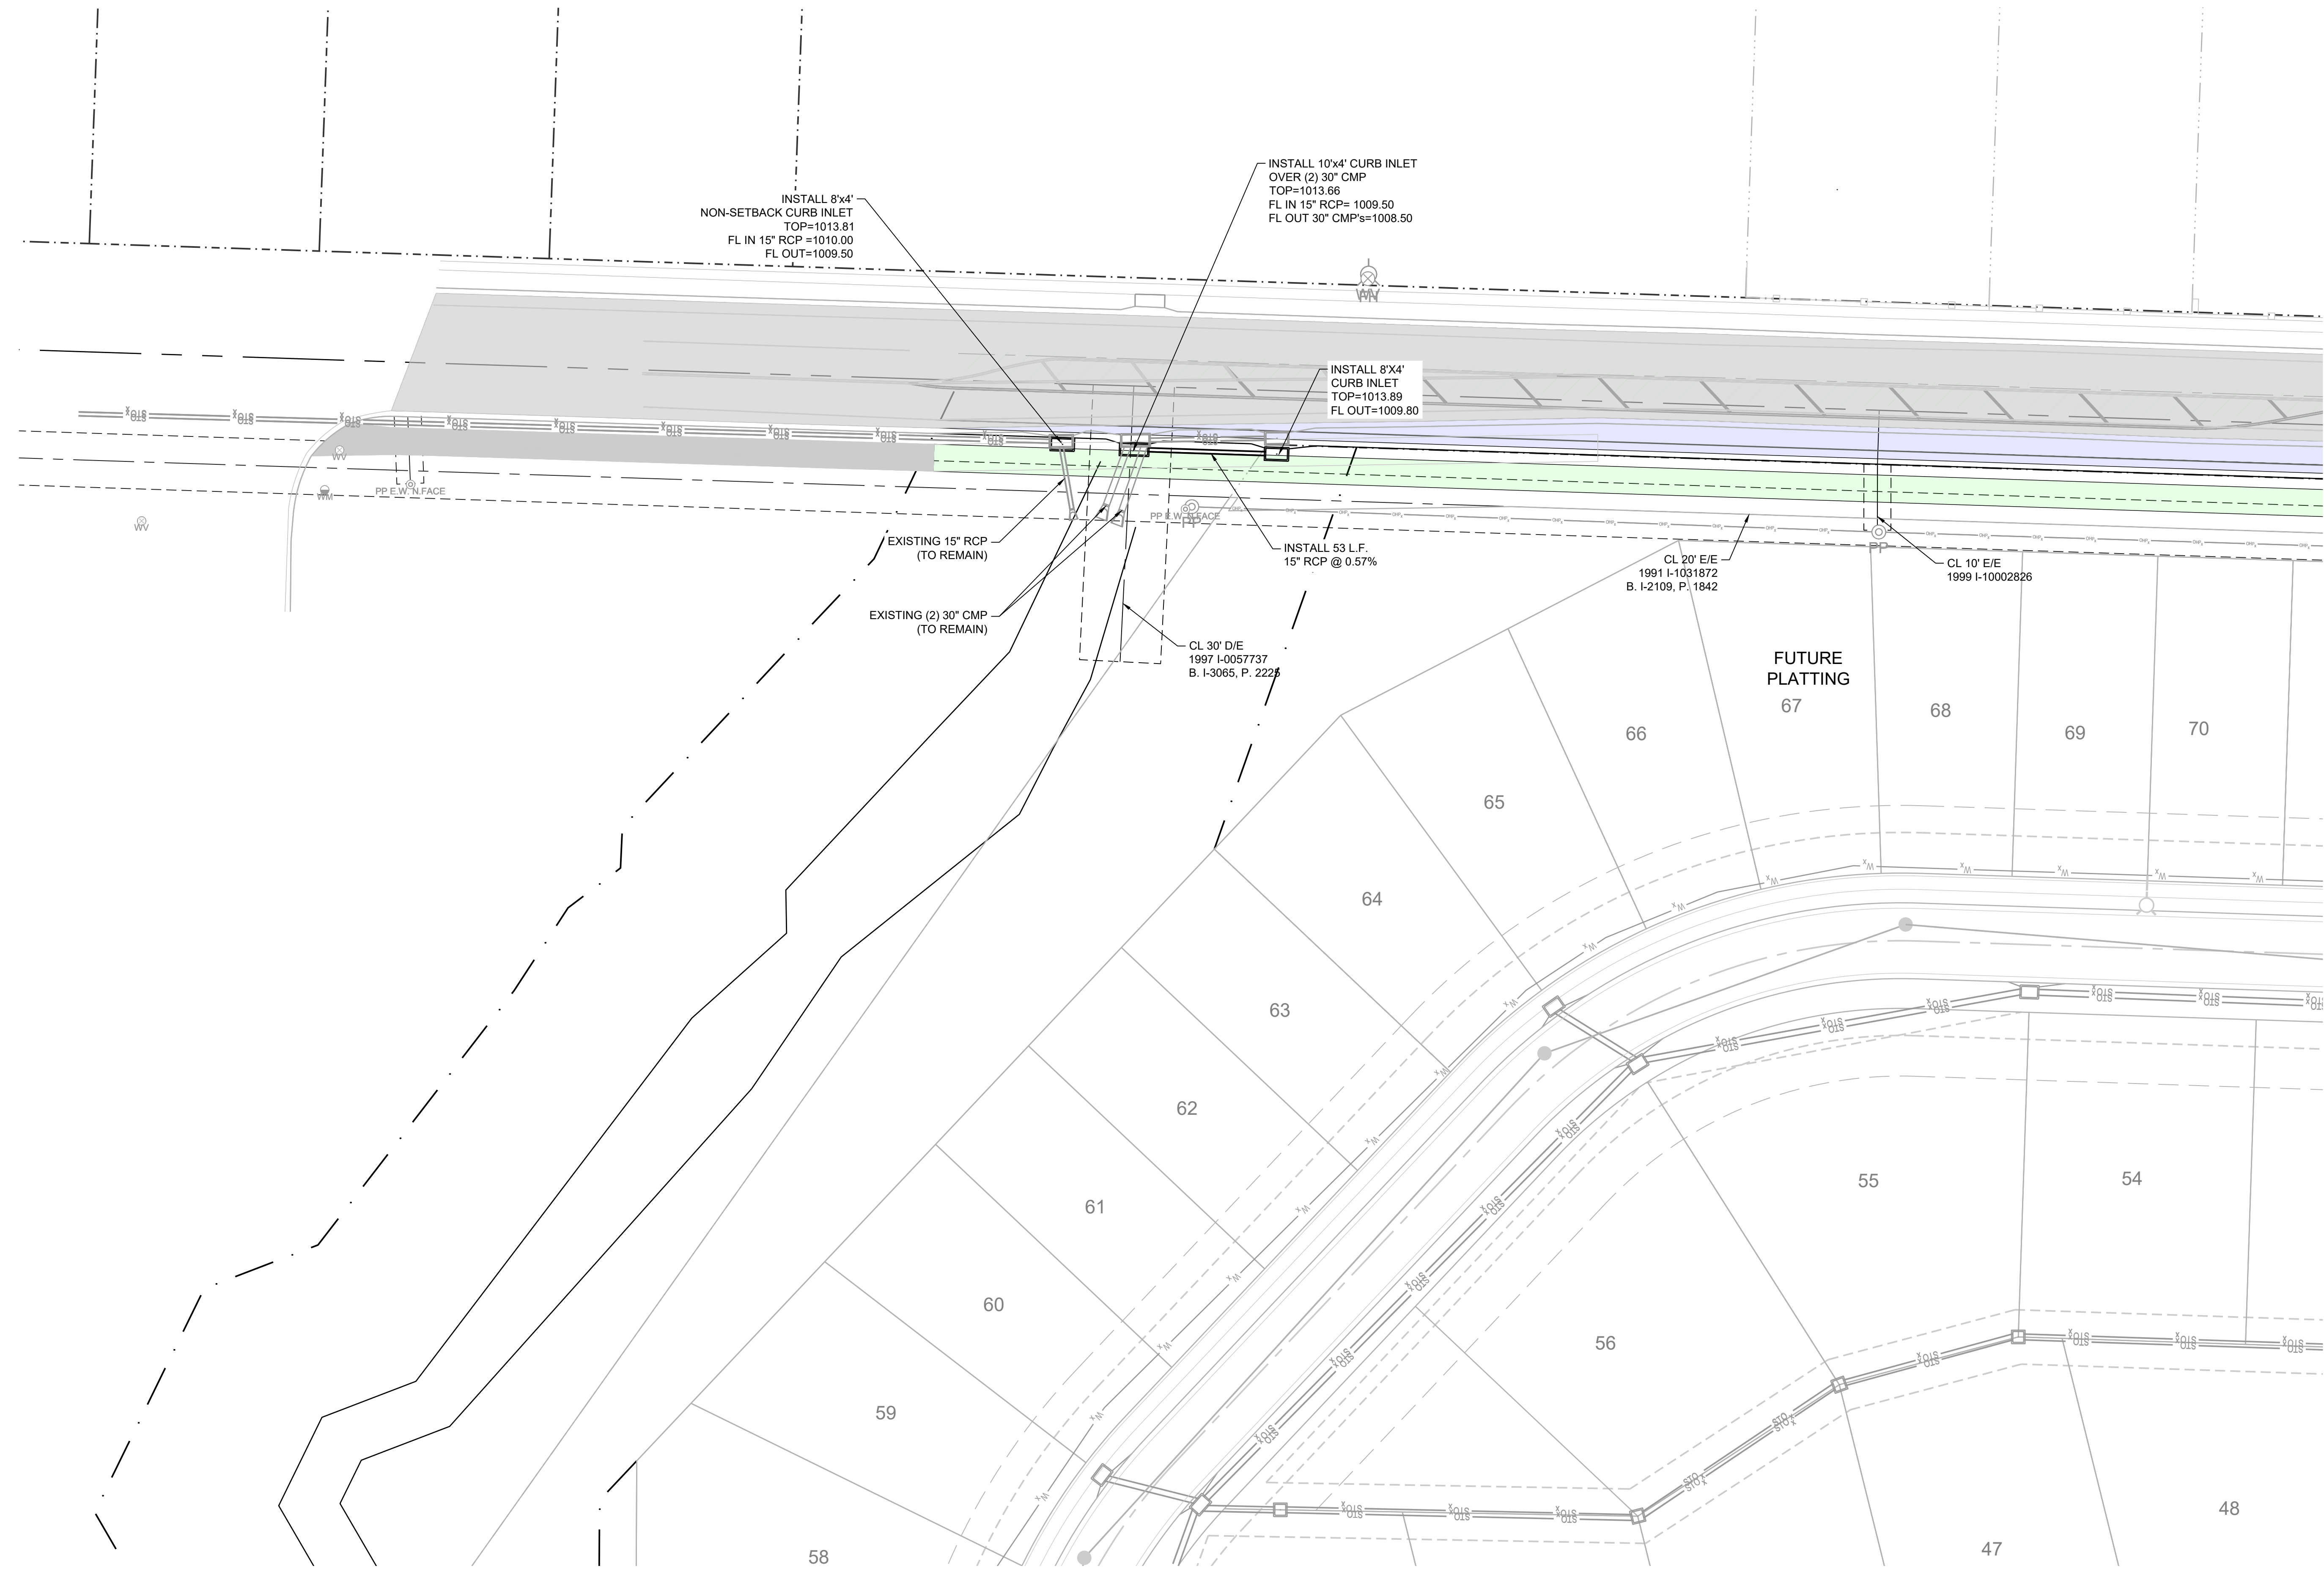 INSTALL 10'x4' CURB INLET
OVER (2) 30" CMP
TOP=1013.66
FL IN 15" RCP= 1009.50
FL OUT 30" CMP's=1008.50
INSTALL 8'x4'
NON-SETBACK CURB INLET
TOP=1013.81
FL IN 15" RCP =1010.00
FL OUT=1009.50
INSTALL 8'X4'
CURB INLET
TOP=1013.89
FL OUT=1009.80
WV
WM
WV
PP E.W. N.FACE
PP E.W. N.FACE
PP
PP
EXISTING 15" RCP
(TO REMAIN)
INSTALL 53 L.F.
15" RCP @ 0.57%
CL 20' E/E
1991 I-1031872
B. I-2109, P. 1842
CL 10' E/E
1999 I-10002826
EXISTING (2) 30" CMP
(TO REMAIN)
CL 30' D/E
1997 I-0057737
B. I-3065, P. 2225
FUTURE
PLATTING
67
68
69
70
66
65
64
63
62
61
60
59
58
56
55
54
48
47